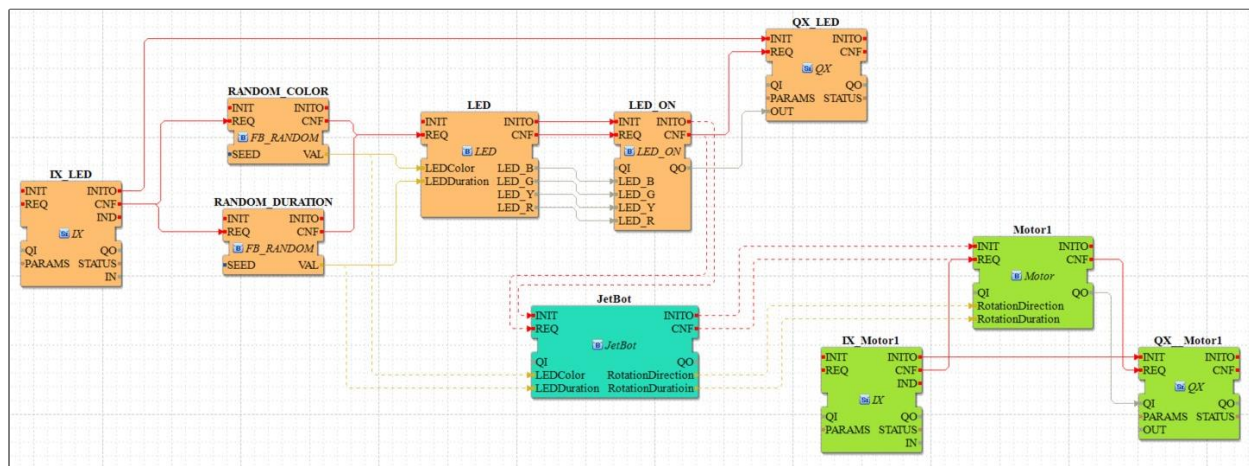 QX_LED
INIT INITO
REQ CNF
QX
QI QO
PARAMS STATUS
OUT
RANDOM_COLOR
INIT INITO
REQ CNF
FB_RANDOM
SEED VAL
LED
INIT INITO
REQ CNF
LED
LEDColor LED_B
LEDDuration LED_G
LED_Y
LED_R
LED_ON
INIT INITO
REQ CNF
LED_ON
QI QO
LED_B
LED_G
LED_Y
LED_R
IX_LED
INIT INITO
REQ CNF
IND
IX
QI QO
PARAMS STATUS
IN
RANDOM_DURATION
INIT INITO
REQ CNF
FB_RANDOM
SEED VAL
JetBot
INIT INITO
REQ CNF
JetBot
QI QO
LEDColor RotationDirection
LEDDuration RotationDuratioin
Motor1
INIT INITO
REQ CNF
Motor
QI QO
RotationDirection
RotationDuration
IX_Motor1
INIT INITO
REQ CNF
IND
IX
QI QO
PARAMS STATUS
IN
QX__Motor1
INIT INITO
REQ CNF
QX
QI QO
PARAMS STATUS
OUT